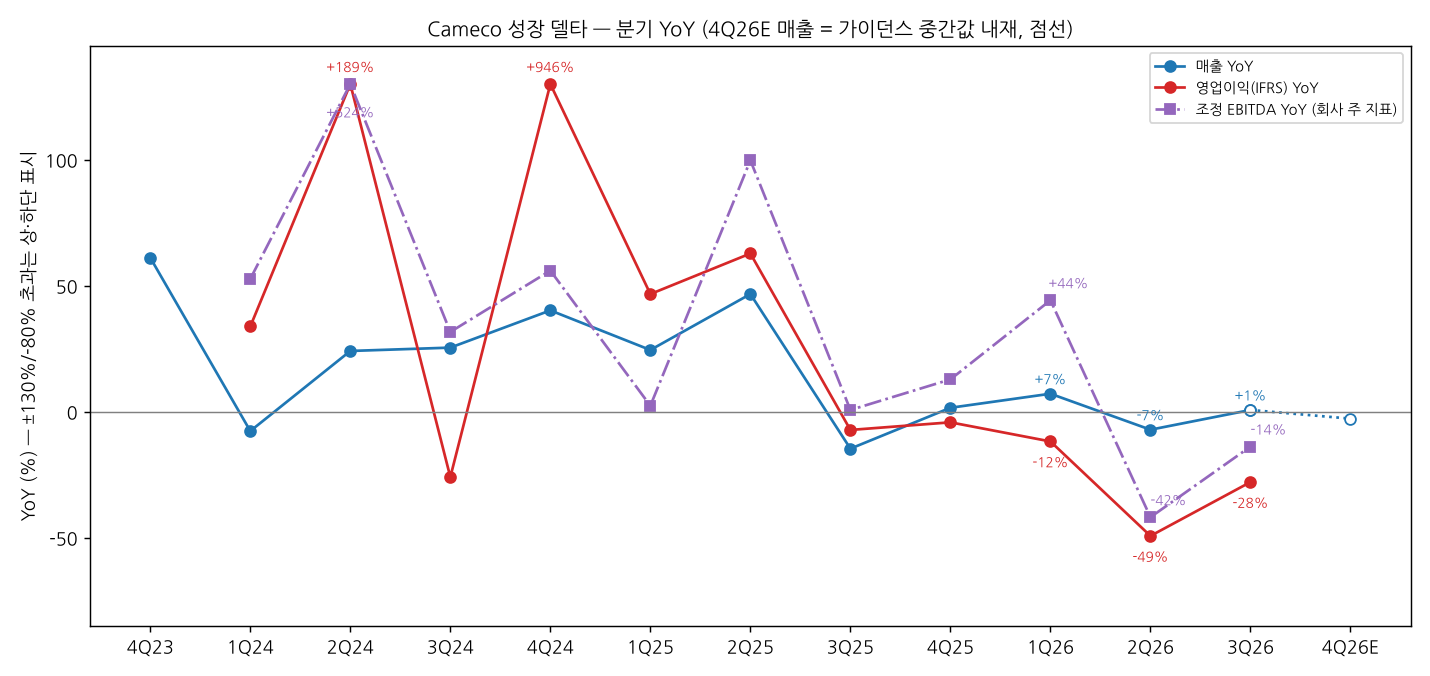 Cameco 성장 델타 — 분기 YoY (4Q26E 매출 = 가이던스 중간값 내재, 점선)
YoY (%) — ±130%/-80% 초과는 상·하단 표시
100
50
0
-50
매출 YoY
영업이익(IFRS) YoY
조정 EBITDA YoY (회사 주 지표)
+189%
+946%
+44%
+7%
-7%
+1%
-14%
-12%
-42%
-28%
-49%
4Q23
1Q24
2Q24
3Q24
4Q24
1Q25
2Q25
3Q25
4Q25
1Q26
2Q26
3Q26
4Q26E